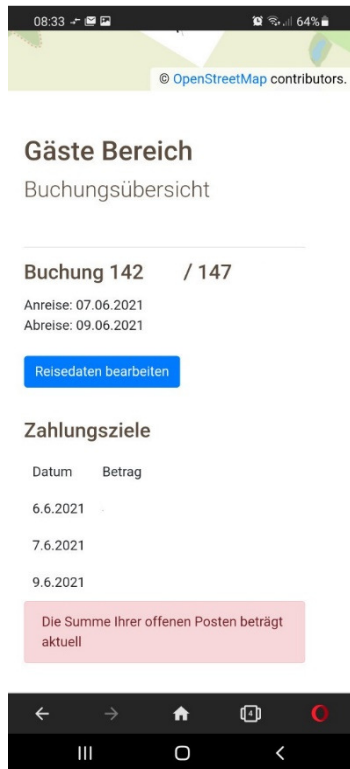 08:33 64%
© OpenStreetMap contributors.
Gäste Bereich
Buchungsübersicht
Buchung 142 / 147
Anreise: 07.06.2021
Abreise: 09.06.2021
Reisedaten bearbeiten
Zahlungsziele
Datum Betrag
6.6.2021
7.6.2021
9.6.2021
Die Summe Ihrer offenen Posten beträgt
aktuell
4